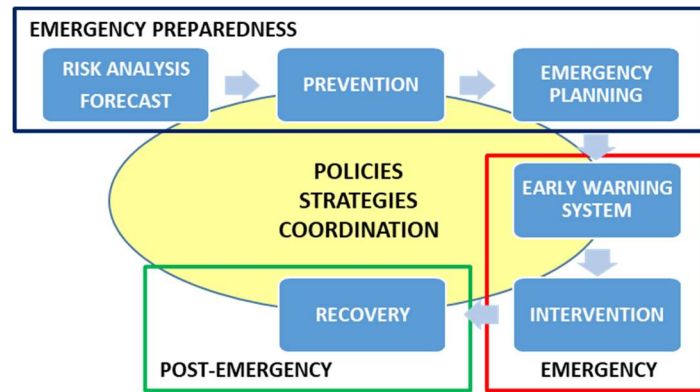 EMERGENCY PREPAREDNESS
RISK ANALYSIS
FORECAST
PREVENTION
EMERGENCY
PLANNING
POLICIES
STRATEGIES
COORDINATION
EARLY WARNING
SYSTEM
RECOVERY
INTERVENTION
POST-EMERGENCY
EMERGENCY